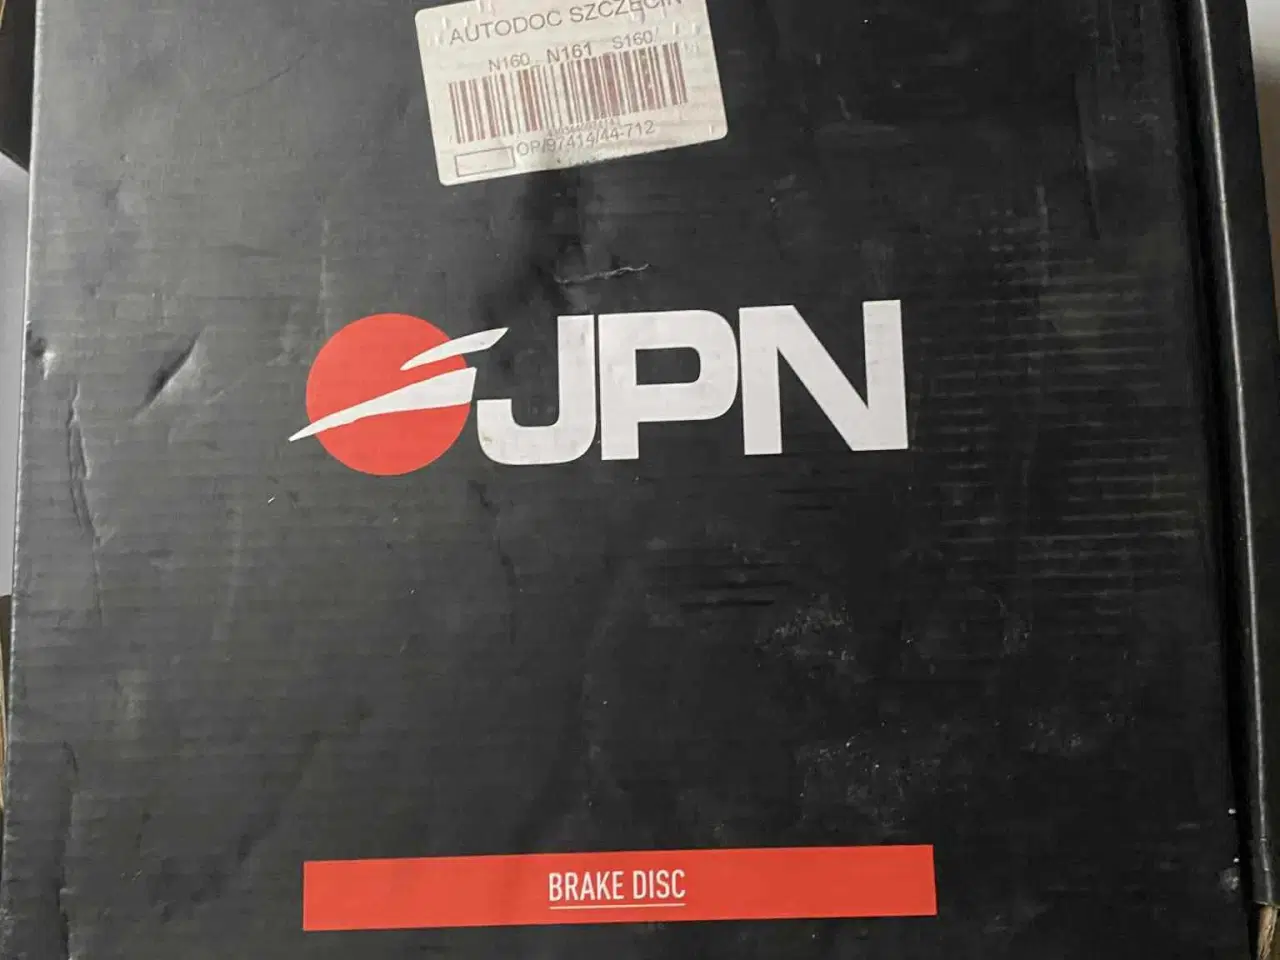 AUTODOC SZCZECIN
N160 N161 S160
OP/97414/44-712
JPN
BRAKE DISC